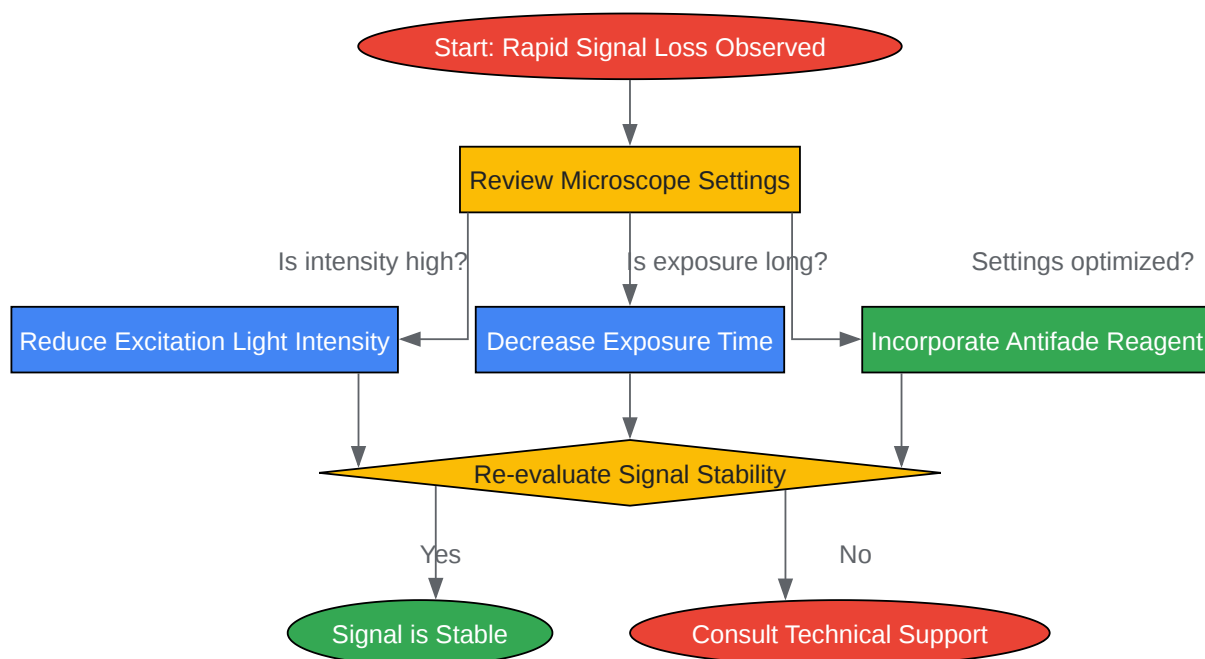 Start: Rapid Signal Loss Observed
Review Microscope Settings
Is intensity high?
Is exposure long?
Settings optimized?
Reduce Excitation Light Intensity
Decrease Exposure Time
Incorporate Antifade Reagent
Re-evaluate Signal Stability
Yes
No
Signal is Stable
Consult Technical Support